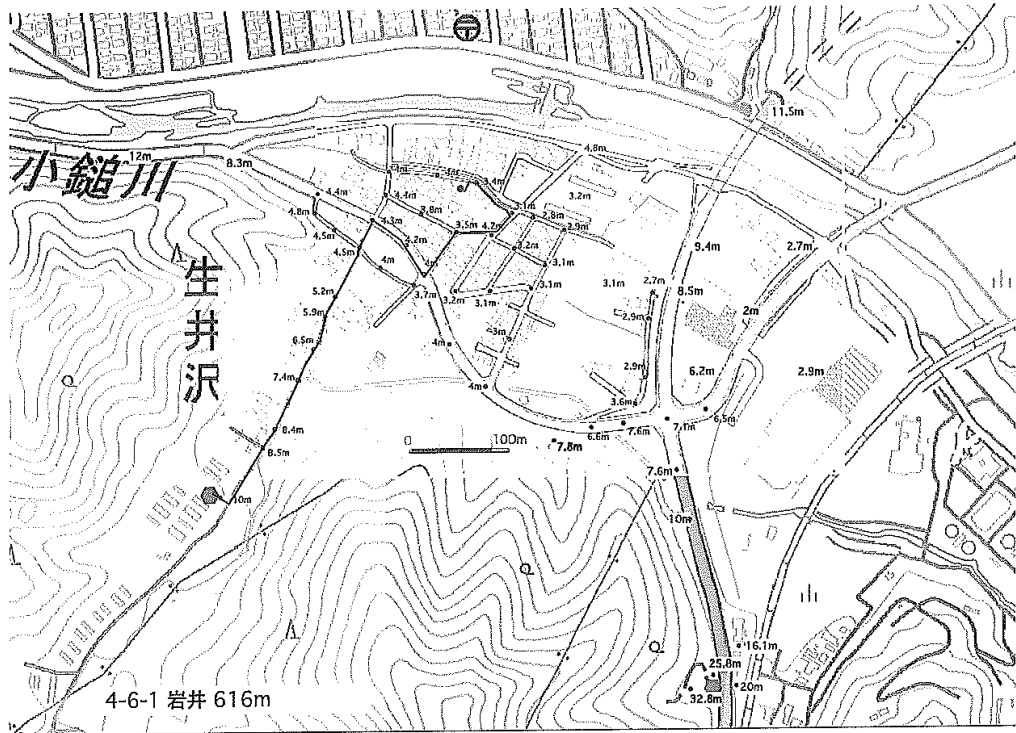 11.5m
12m
8.3m
小鎚川
4.8m
4m
3.4m
4.4m
4.4m
4.8m
3.8m
3.1m
3.2m
2.8m
2.9m
4.3m
3.5m
4.2m
4.5m
4.5m
4.2m
3.2m
9.4m
2.7m
生井沢
4m
4m
3.1m
3.7m
3.2m
3.1m
3.1m
3.1m
2.7m
8.5m
5.2m
5.9m
2.9m
2m
6.5m
4m
3m
7.4m
4m
2.9m
6.2m
2.9m
3.6m
6.5m
8.4m
6.6m
7.6m
7.1m
8.5m
0 100m
7.8m
7.6m
10m
10m
16.1m
25.8m
20m
32.8m
4-6-1 岩井 616m